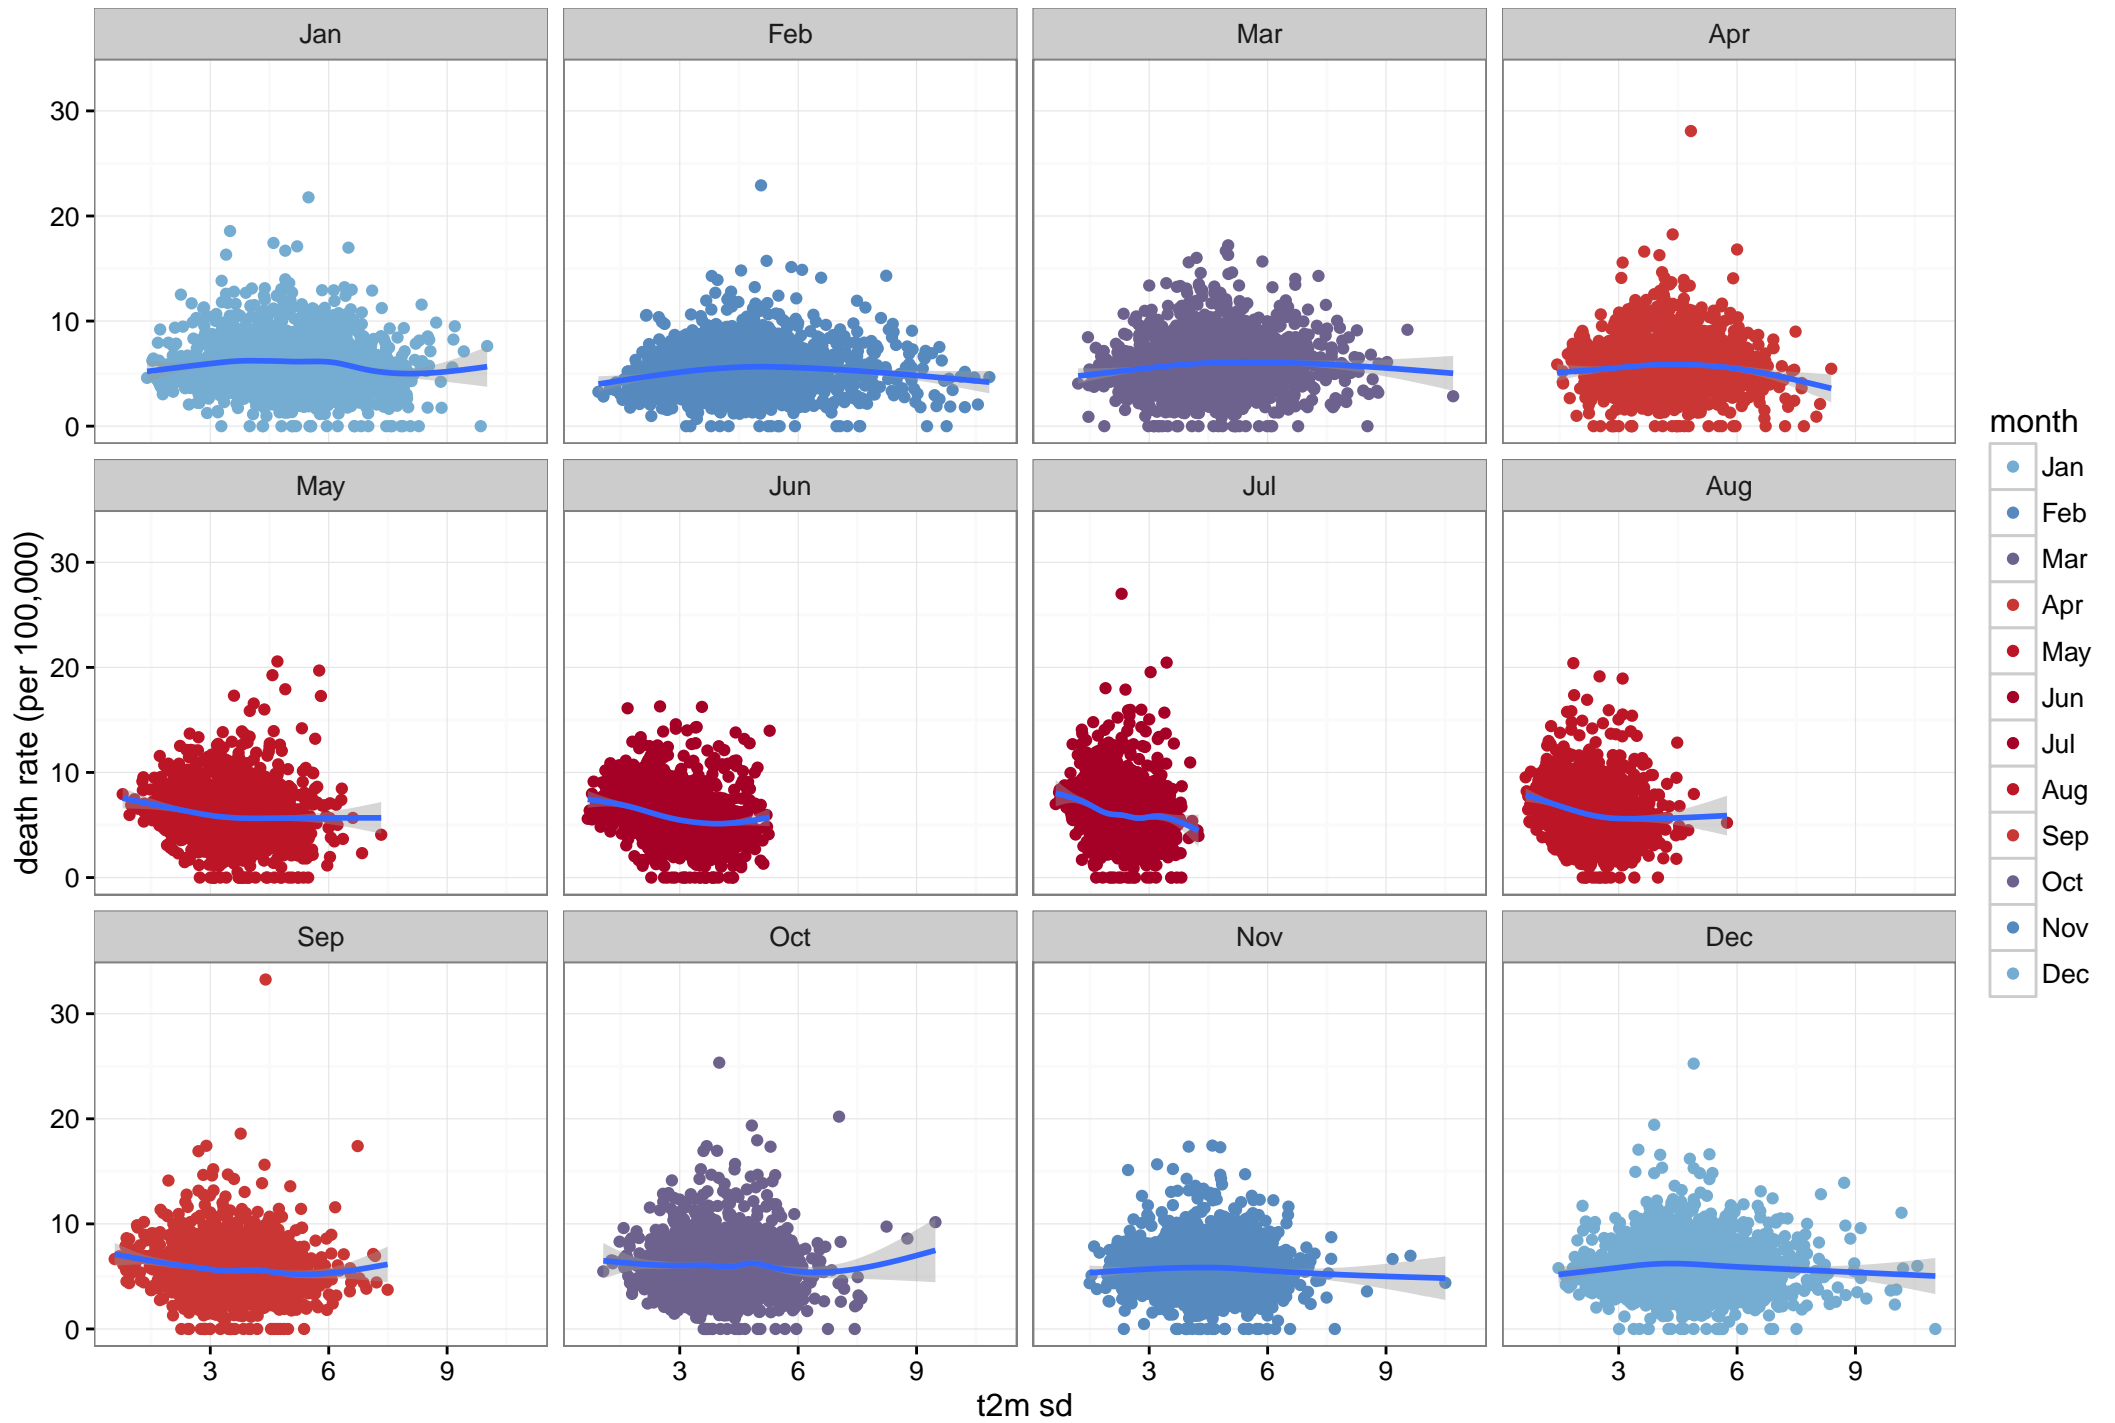 Jan Feb Mar Apr
30
20
10
0
May Jun Jul Aug
30
20
10
0
Sep Oct Nov Dec
30
20
10
0
3 6 9 3 6 9 3 6 9 3 6 9
t2m sd
death rate (per 100,000)
month
Jan
Feb
Mar
Apr
May
Jun
Jul
Aug
Sep
Oct
Nov
Dec